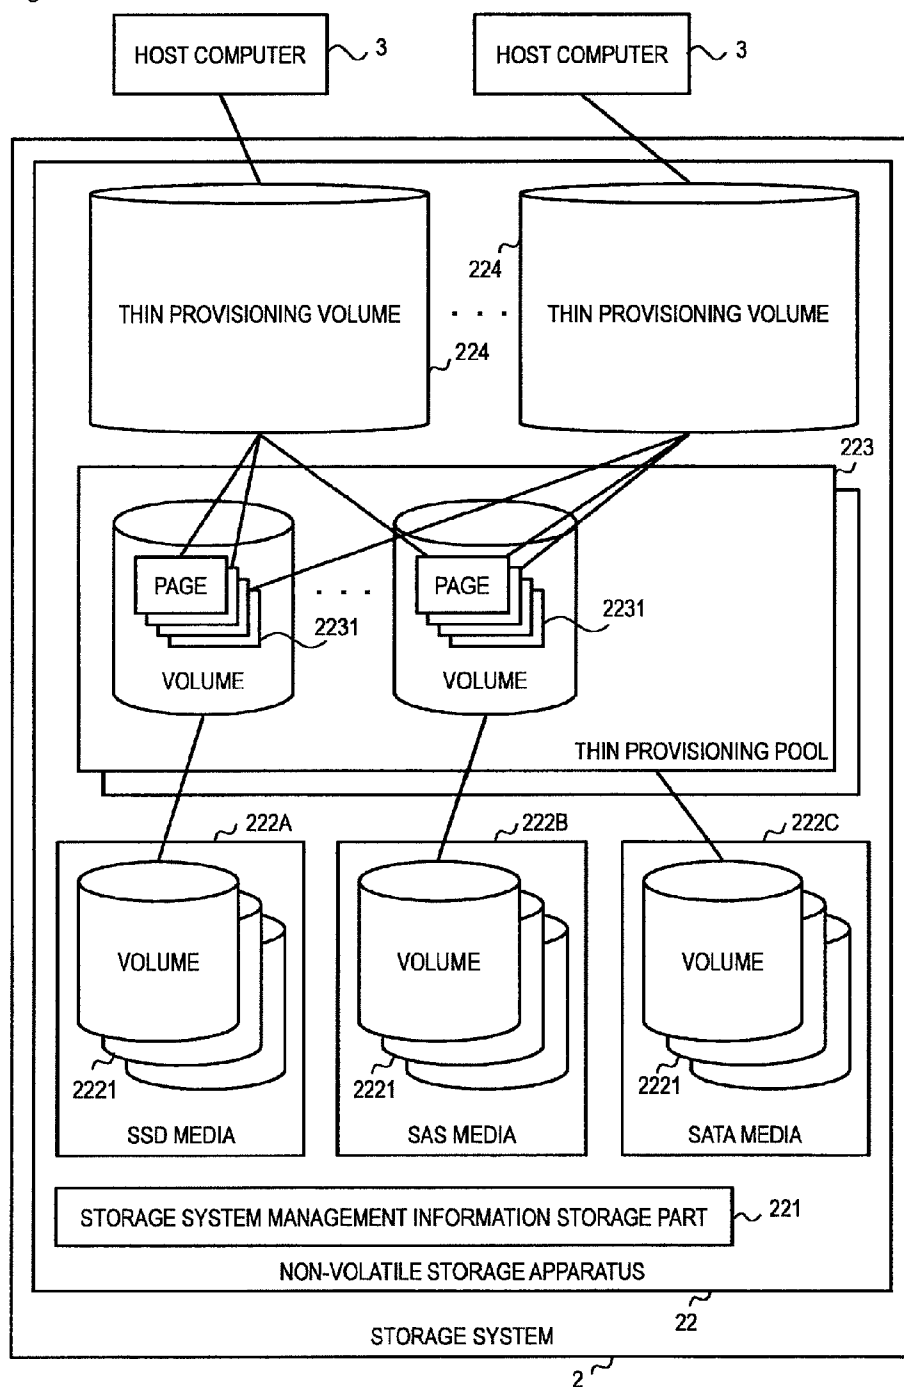 HOST COMPUTER
3
HOST COMPUTER
3
THIN PROVISIONING VOLUME
224
. . .
224
THIN PROVISIONING VOLUME
223
PAGE
2231
VOLUME
. . .
PAGE
2231
VOLUME
THIN PROVISIONING POOL
222A
VOLUME
2221
SSD MEDIA
222B
VOLUME
2221
SAS MEDIA
222C
VOLUME
2221
SATA MEDIA
STORAGE SYSTEM MANAGEMENT INFORMATION STORAGE PART
221
NON-VOLATILE STORAGE APPARATUS
22
STORAGE SYSTEM
2